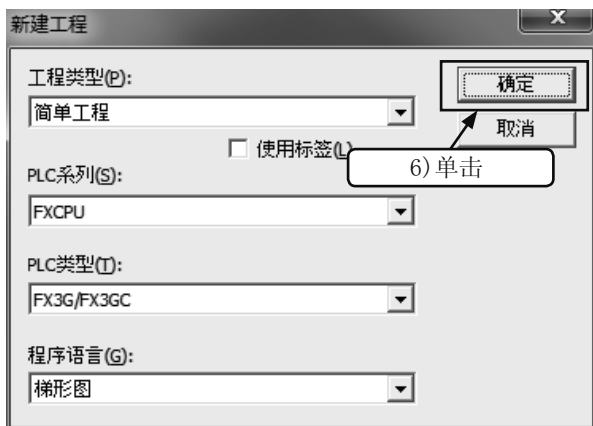 新建工程
X
工程类型(P):
确定
简单工程
取消
使用标签(L)
6)单击
PLC系列(S):
FXCPU
PLC类型(T):
FX3G/FX3GC
程序语言(G):
梯形图